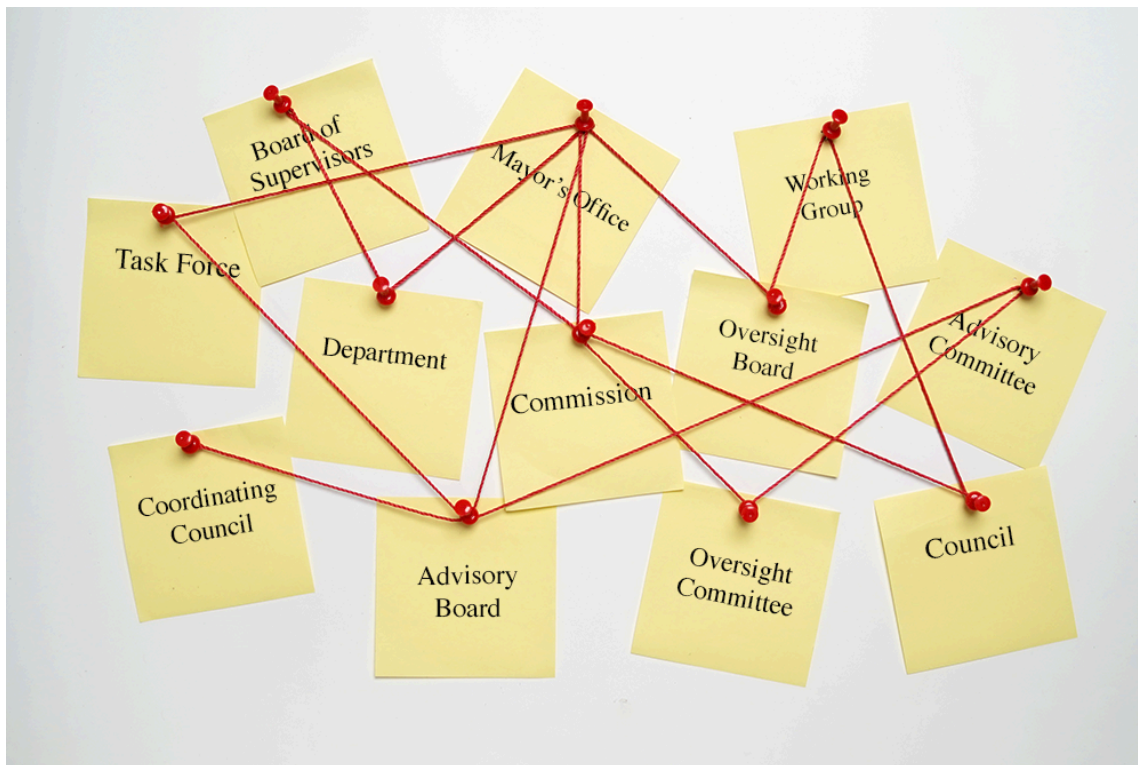 Board of
Supervisors
Mayor's Office
Working
Group
Task Force
Department
Commission
Oversight
Board
Advisory
Committee
Coordinating
Council
Advisory
Board
Oversight
Committee
Council